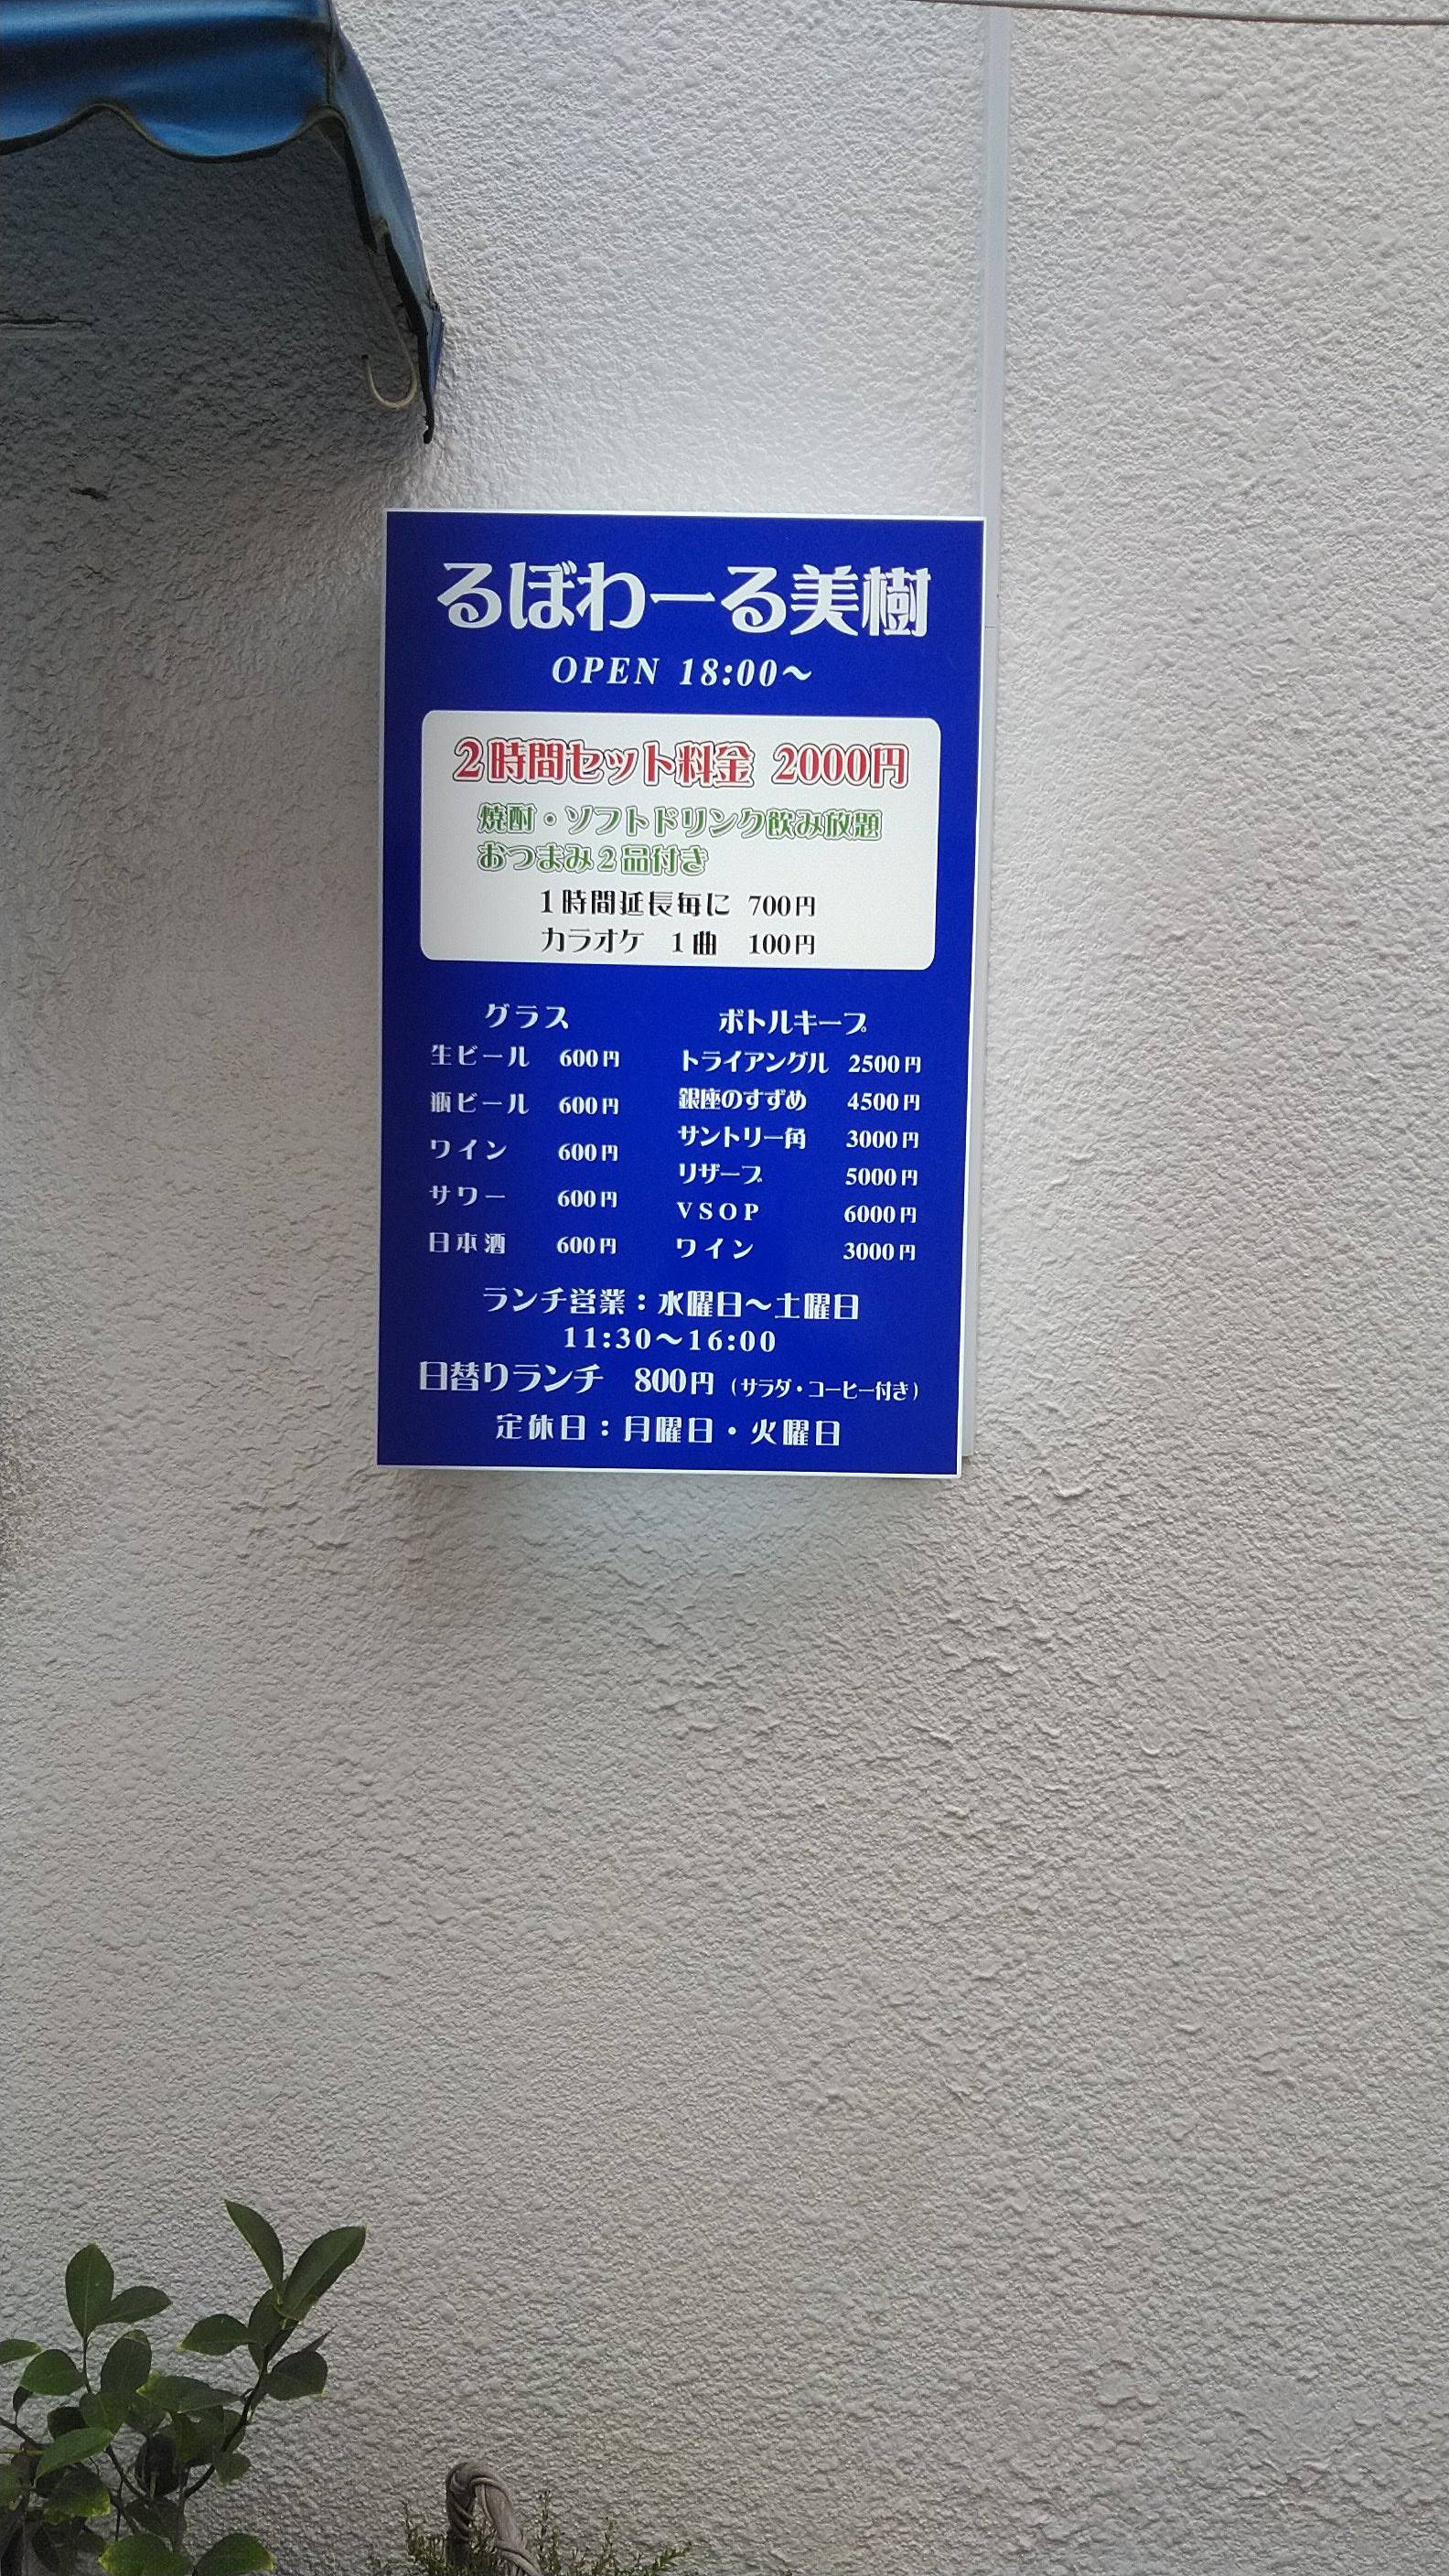 るぼわーる美樹
OPEN 18:00～
2時間セット料金 2000円
焼酎・ソフトドリンク飲み放題
おつまみ2品付き
1時間延長毎に 700円
カラオケ 1曲 100円
グラス
生ビール 600円
瓶ビール 600円
ワイン 600円
サワー 600円
日本酒 600円
ボトルキープ
トライアングル 2500円
銀座のすずめ 4500円
サントリー角 3000円
リザーブ 5000円
VSOP 6000円
ワイン 3000円
ランチ営業：水曜日～土曜日
11:30～16:00
日替りランチ 800円（サラダ・コーヒー付き）
定休日：月曜日・火曜日